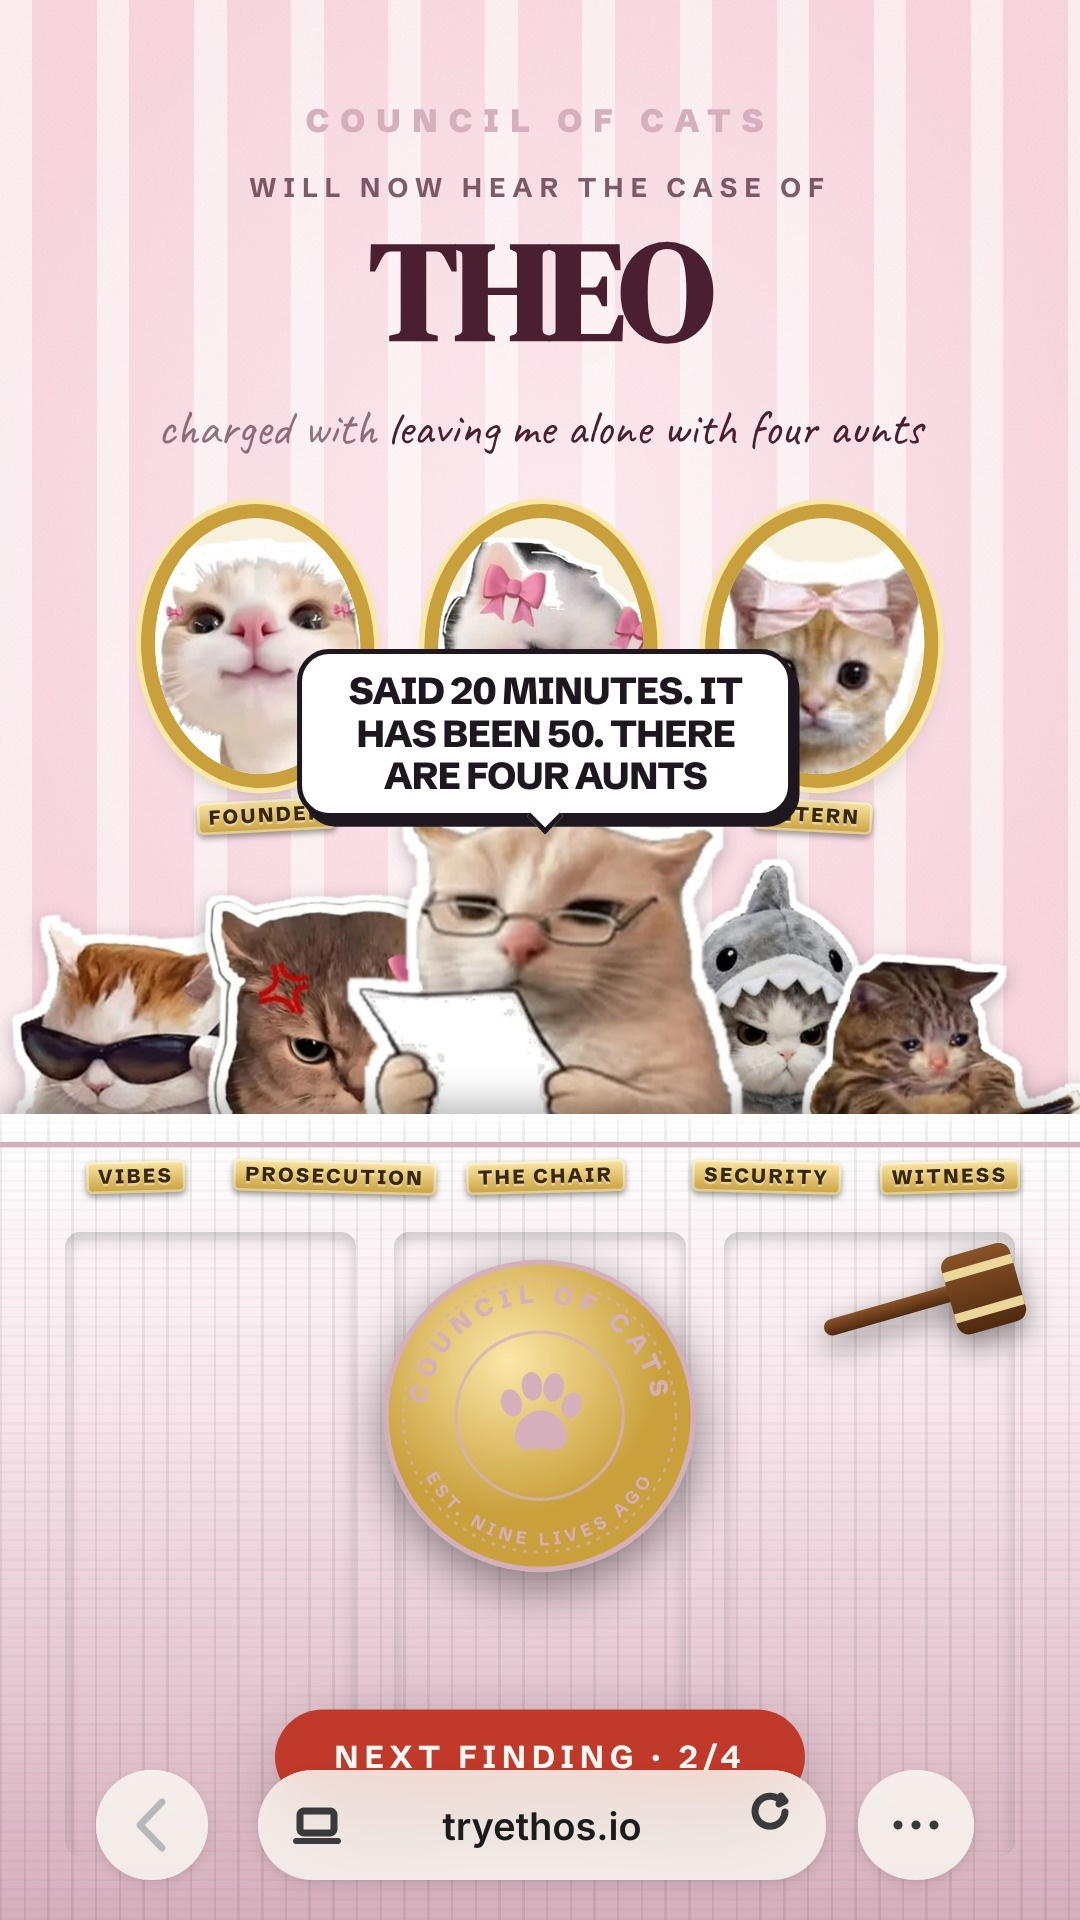 COUNCIL OF CATS
WILL NOW HEAR THE CASE OF
THEO
charged with leaving me alone with four aunts
SAID 20 MINUTES. IT
HAS BEEN 50. THERE
ARE FOUR AUNTS
VIBES
PROSECUTION
THE CHAIR
SECURITY
WITNESS
COUNCIL OF CATS
EST. NINE LIVES AGO
NEXT FINDING · 2/4
tryethos.io